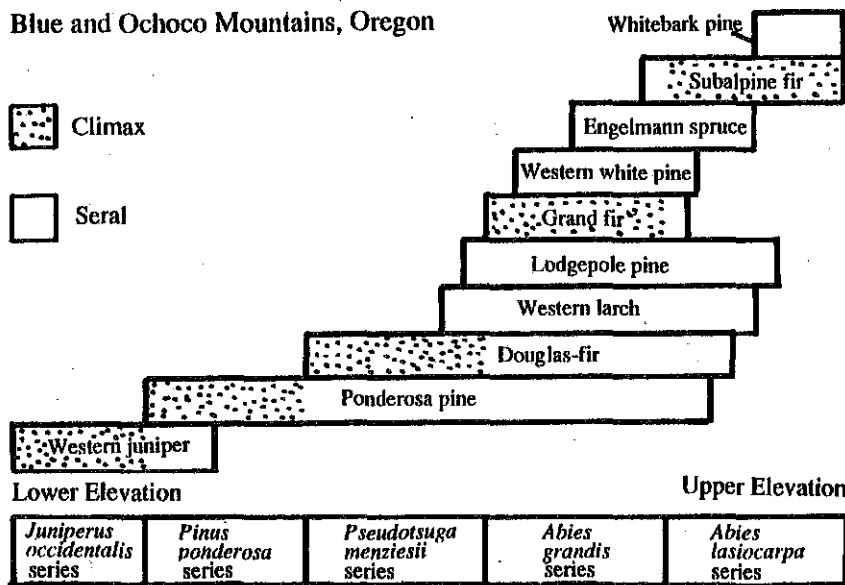 Blue and Ochoco Mountains, Oregon
Whitebark pine
Subalpine fir
Climax
Engelmann spruce
Western white pine
Seral
Grand fir
Lodgepole pine
Western larch
Douglas-fir
Ponderosa pine
Western juniper
Lower Elevation
Upper Elevation
Juniperus
occidentalis
series
Pinus
ponderosa
series
Pseudotsuga
menziesii
series
Abies
grandis
series
Abies
lasiocarpa
series